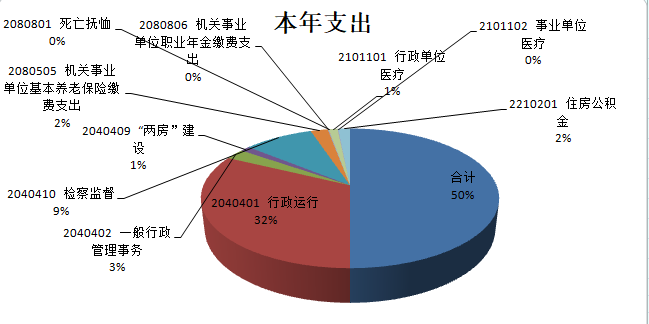 本年支出
2080801 死亡抚恤
0%
2080806 机关事业
单位职业年金缴费支
出
0%
2101102 事业单位
医疗
0%
2101101 行政单位
医疗
1%
2080505 机关事业
单位基本养老保险缴
费支出
2%
2210201 住房公积
金
2%
2040409 “两房”建
设
1%
合计
50%
2040410 检察监督
9%
2040401 行政运行
32%
2040402 一般行政
管理事务
3%